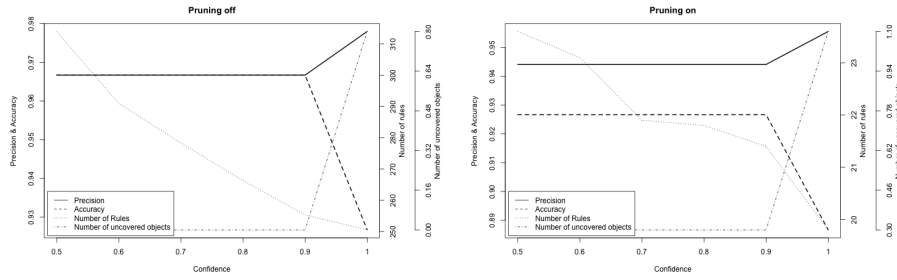 Pruning off
Precision & Accuracy
0.93 0.94 0.95 0.96 0.97 0.98
0.5 0.6 0.7 0.8 0.9 1
Confidence
250 260 270 280 290 300 310
Number of rules
0.00 0.16 0.32 0.48 0.64 0.80
Number of uncovered objects
Precision
Accuracy
Number of Rules
Number of uncovered objects
Pruning on
Precision & Accuracy
0.89 0.90 0.91 0.92 0.93 0.94 0.95
0.5 0.6 0.7 0.8 0.9 1
Confidence
20 21 22 23
Number of rules
0.30 0.46 0.62 0.78 0.94 1.10
Precision
Accuracy
Number of Rules
Number of uncovered objects